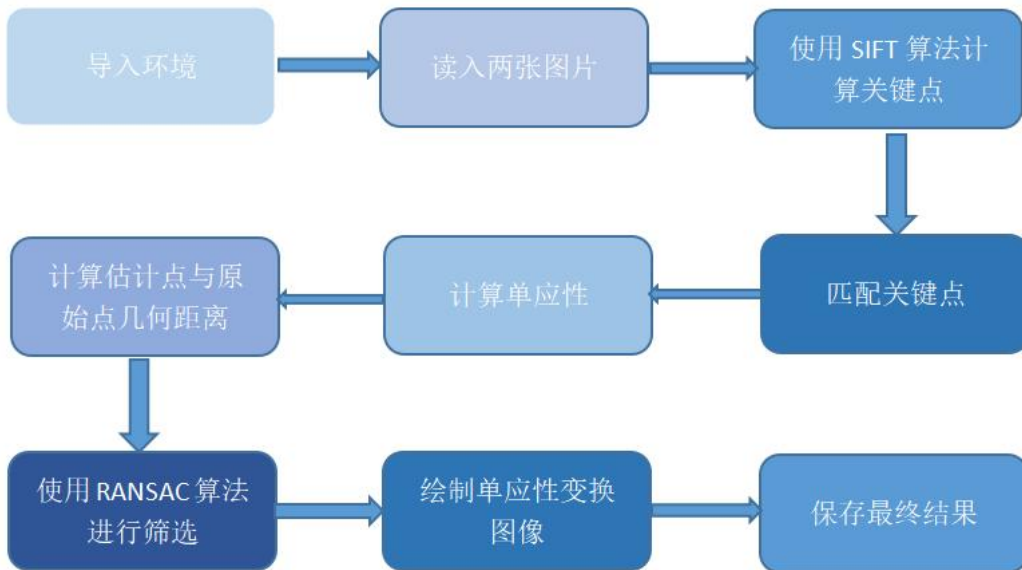 导入环境
读入两张图片
使用 SIFT 算法计
算关键点
匹配关键点
计算单应性
计算估计点与原
始点几何距离
使用 RANSAC 算法
进行筛选
绘制单应性变换
图像
保存最终结果